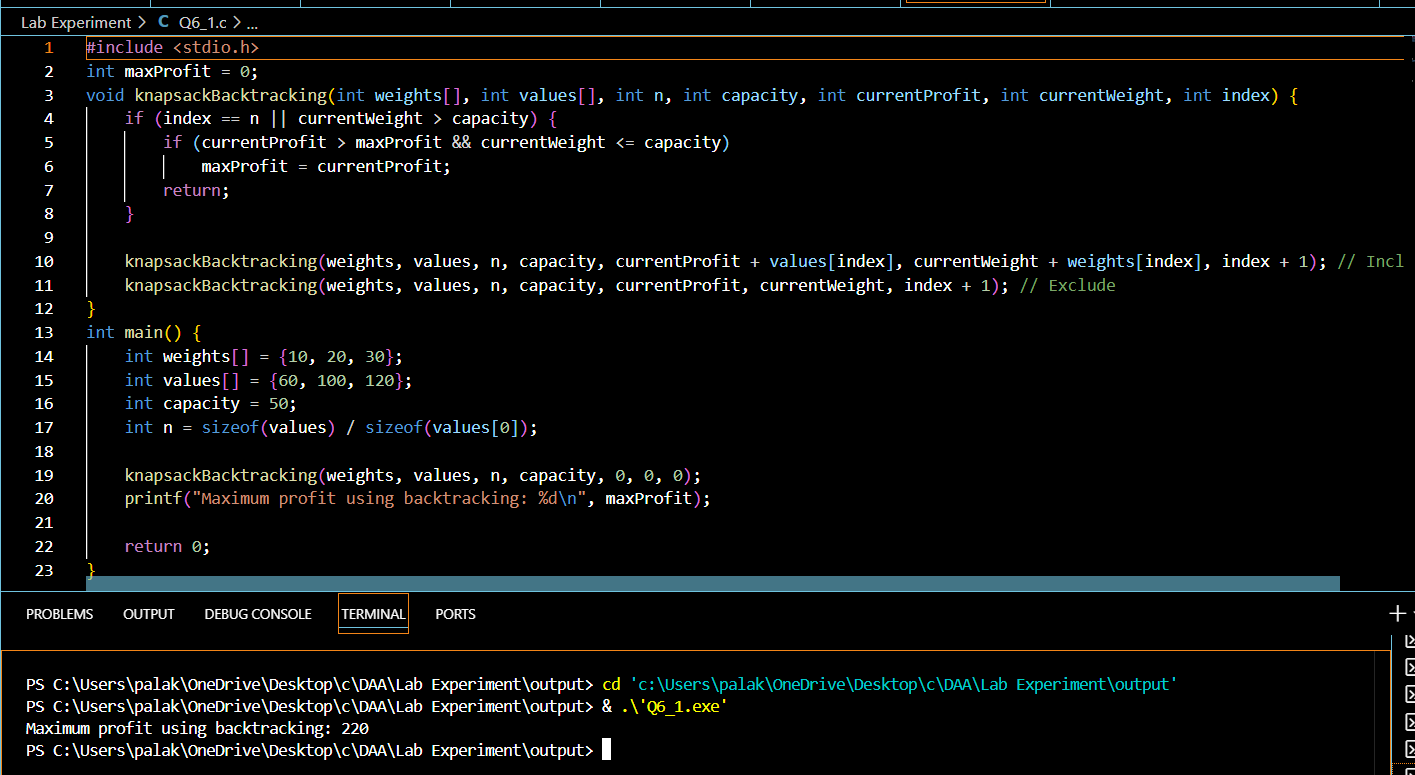 Lab Experiment > C Q6_1.c > ...
1 #include <stdio.h>
2 int maxProfit = 0;
3 void knapsackBacktracking(int weights[], int values[], int n, int capacity, int currentProfit, int currentWeight, int index) {
4     if (index == n || currentWeight > capacity) {
5         if (currentProfit > maxProfit && currentWeight <= capacity)
6             maxProfit = currentProfit;
7         return;
8     }
9
10     knapsackBacktracking(weights, values, n, capacity, currentProfit + values[index], currentWeight + weights[index], index + 1); // Incl
11     knapsackBacktracking(weights, values, n, capacity, currentProfit, currentWeight, index + 1); // Exclude
12 }
13 int main() {
14     int weights[] = {10, 20, 30};
15     int values[] = {60, 100, 120};
16     int capacity = 50;
17     int n = sizeof(values) / sizeof(values[0]);
18
19     knapsackBacktracking(weights, values, n, capacity, 0, 0, 0);
20     printf("Maximum profit using backtracking: %d\n", maxProfit);
21
22     return 0;
23 }
PROBLEMS OUTPUT DEBUG CONSOLE TERMINAL PORTS
PS C:\Users\palak\OneDrive\Desktop\c\DAA\Lab Experiment\output> cd 'c:\Users\palak\OneDrive\Desktop\c\DAA\Lab Experiment\output'
PS C:\Users\palak\OneDrive\Desktop\c\DAA\Lab Experiment\output> & .\'Q6_1.exe'
Maximum profit using backtracking: 220
PS C:\Users\palak\OneDrive\Desktop\c\DAA\Lab Experiment\output>